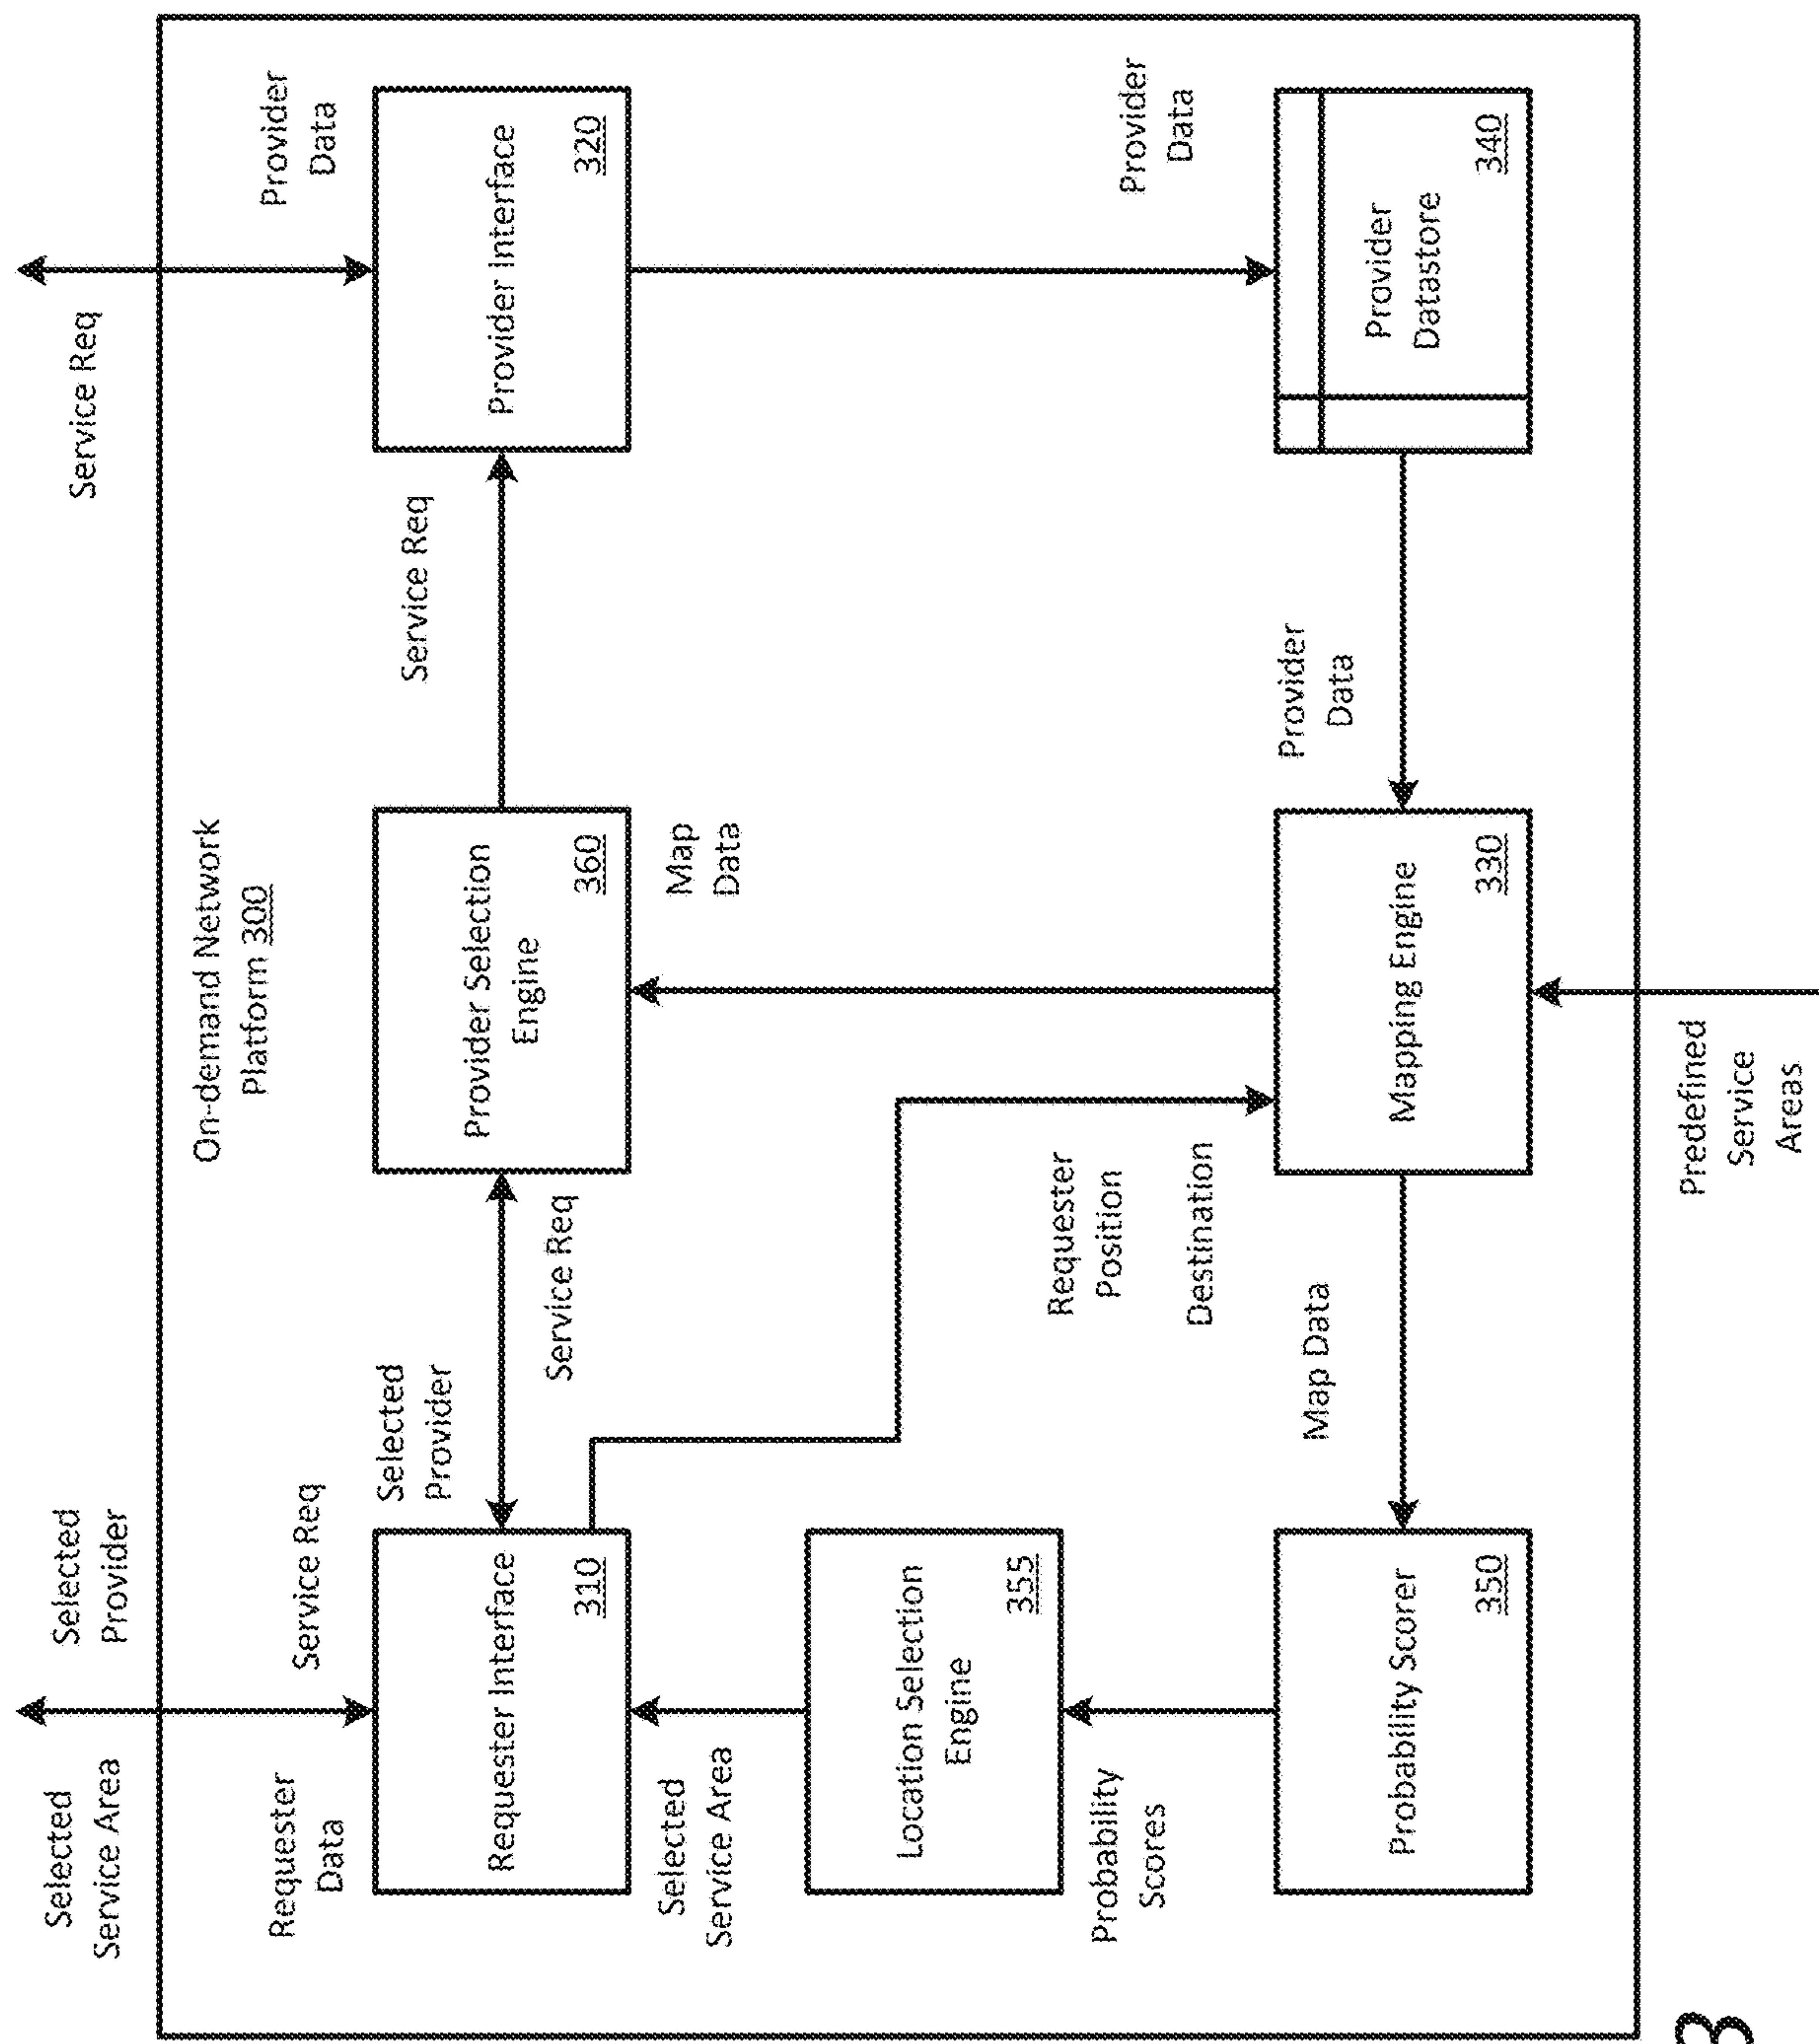 Selected
Service Area
Selected
Provider
Service Req
On-demand Network
Platform 300
Requester
Data
Service Req
Provider
Data
Requester Interface
310
Selected
Provider
Service Req
Provider Selection
Engine
360
Service Req
Provider Interface
320
Selected
Service Area
Map
Data
Location Selection
Engine
355
Requester
Position
Destination
Probability
Scores
Provider
Data
Probability Scorer
350
Map Data
Mapping Engine
330
Provider
Data
Provider
Datastore
340
Predefined
Service
Areas
3